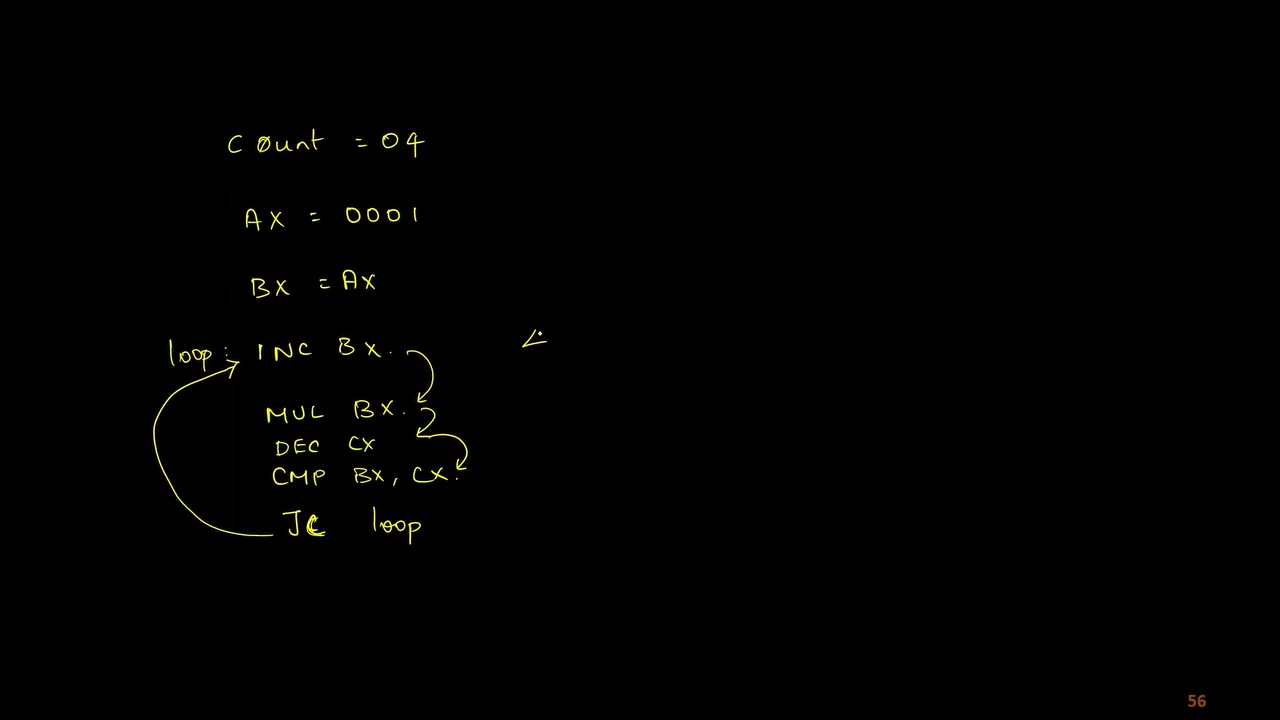 Count = 04
AX = 0001
BX = AX
loop: INC BX.
MUL BX.
DEC CX
CMP BX, CX.
JC loop
56